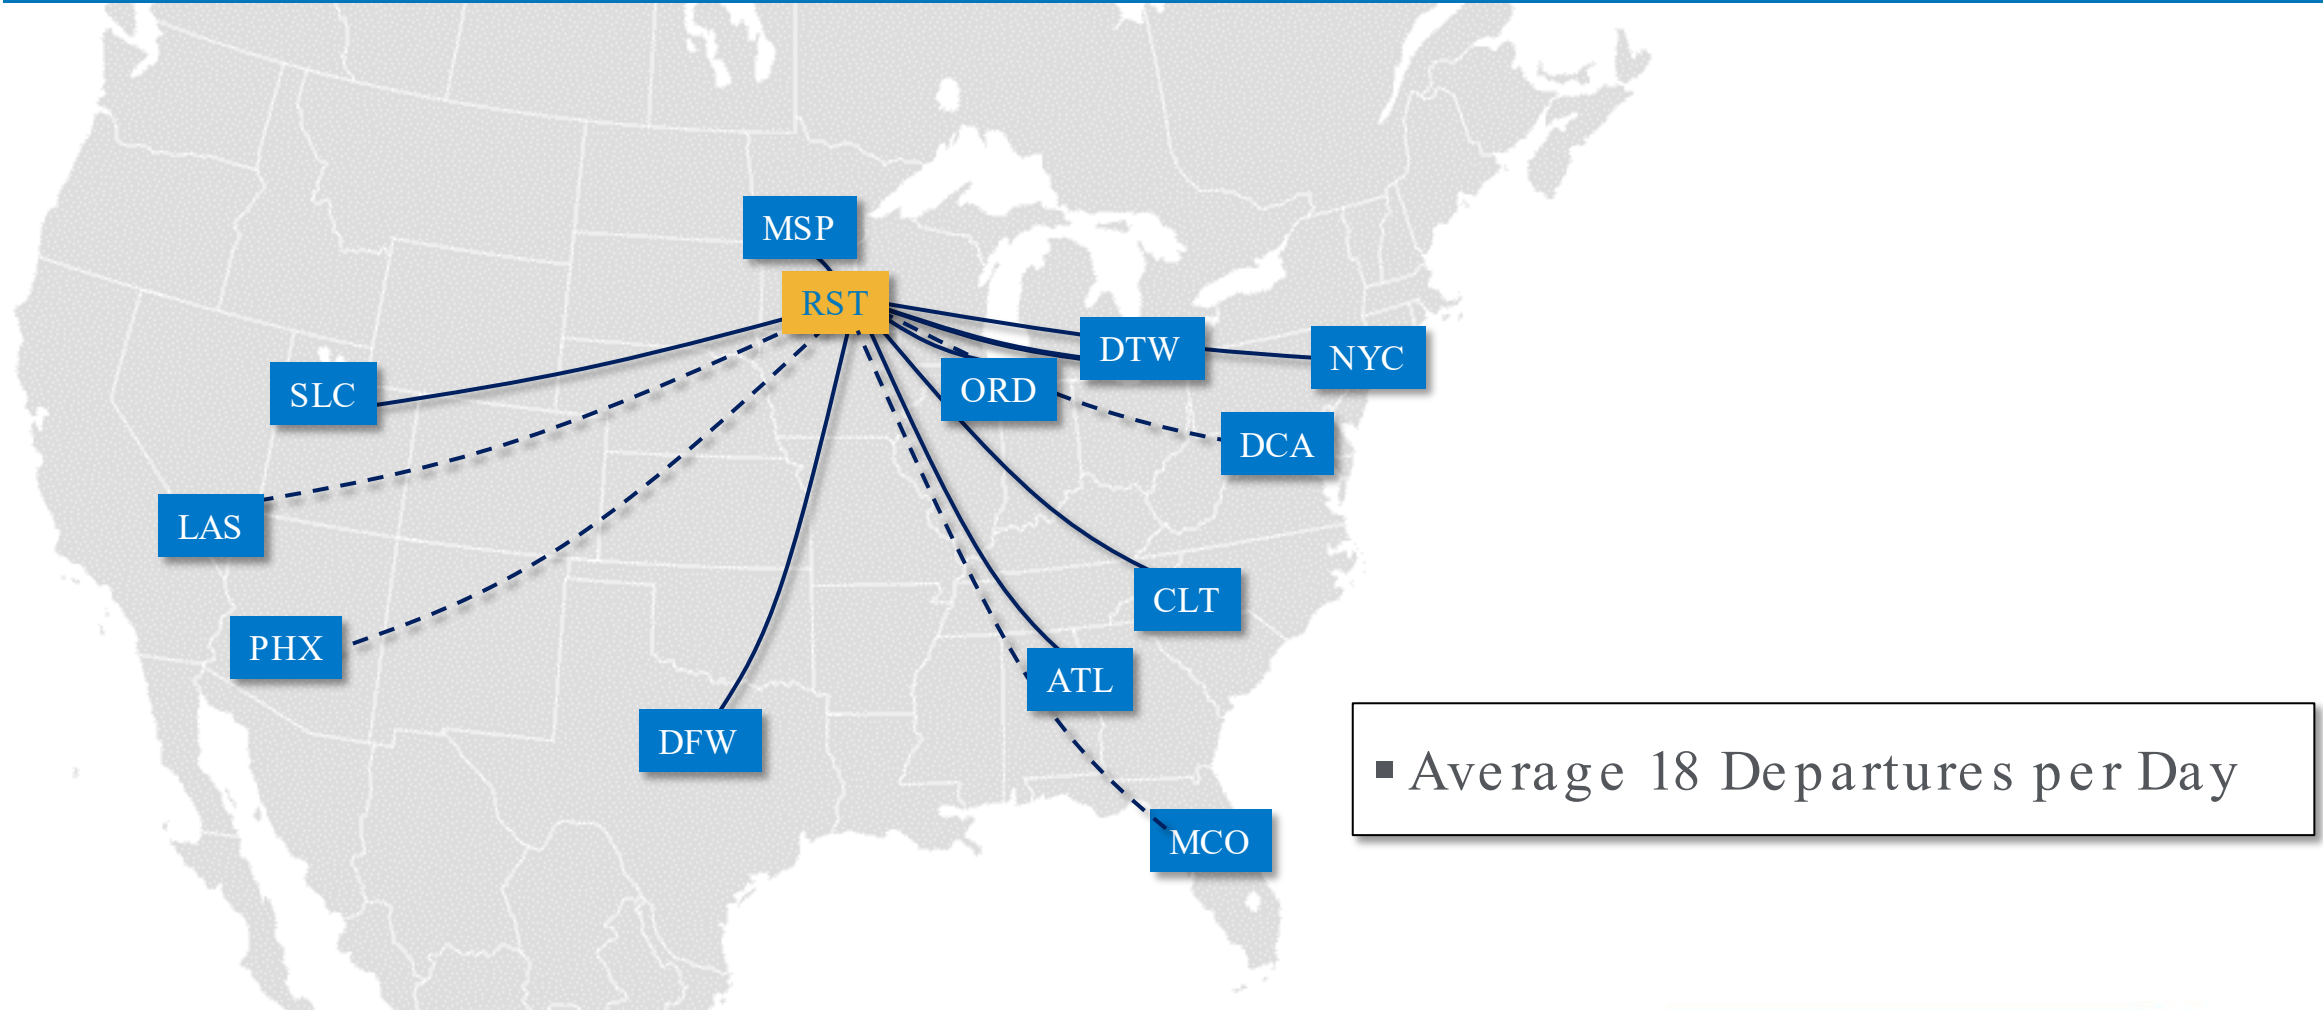 MSP
RST
DTW
NYC
SLC
ORD
DCA
LAS
CLT
PHX
ATL
DFW
▪ Average 18 Departures per Day
MCO